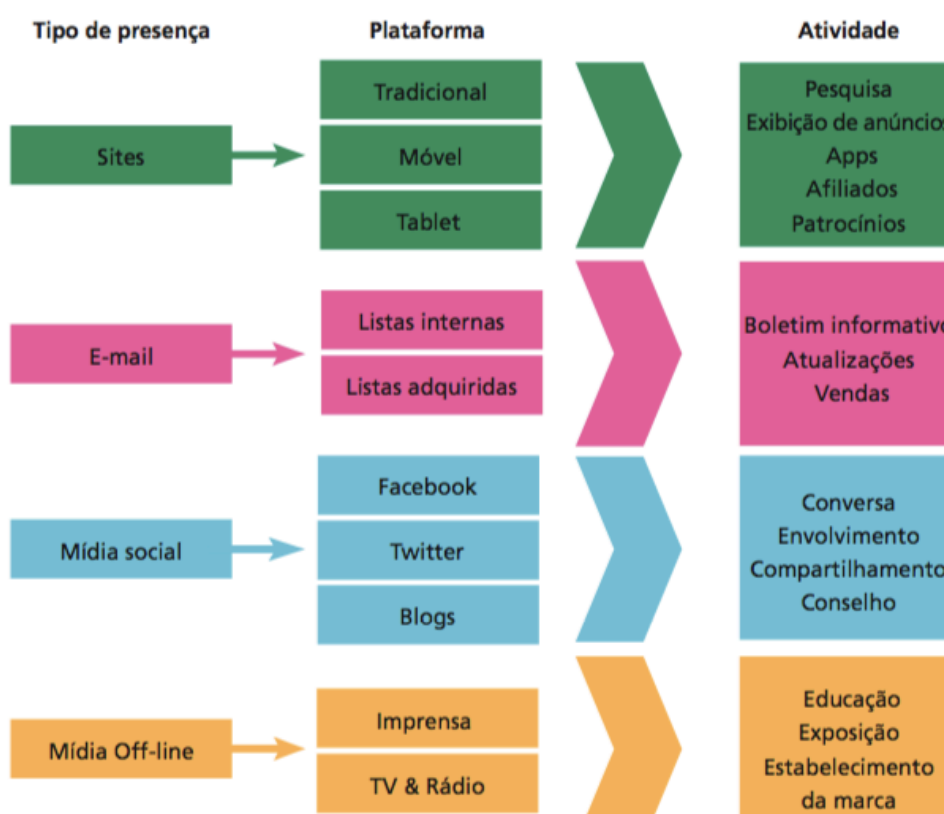 Tipo de presença
Plataforma
Atividade
Sites
Tradicional
Móvel
Tablet
Pesquisa
Exibição de anúncios
Apps
Afiliados
Patrocínios
E-mail
Listas internas
Listas adquiridas
Boletim informativo
Atualizações
Vendas
Mídia social
Facebook
Twitter
Blogs
Conversa
Envolvimento
Compartilhamento
Conselho
Mídia Off-line
Imprensa
TV & Rádio
Educação
Exposição
Estabelecimento
da marca